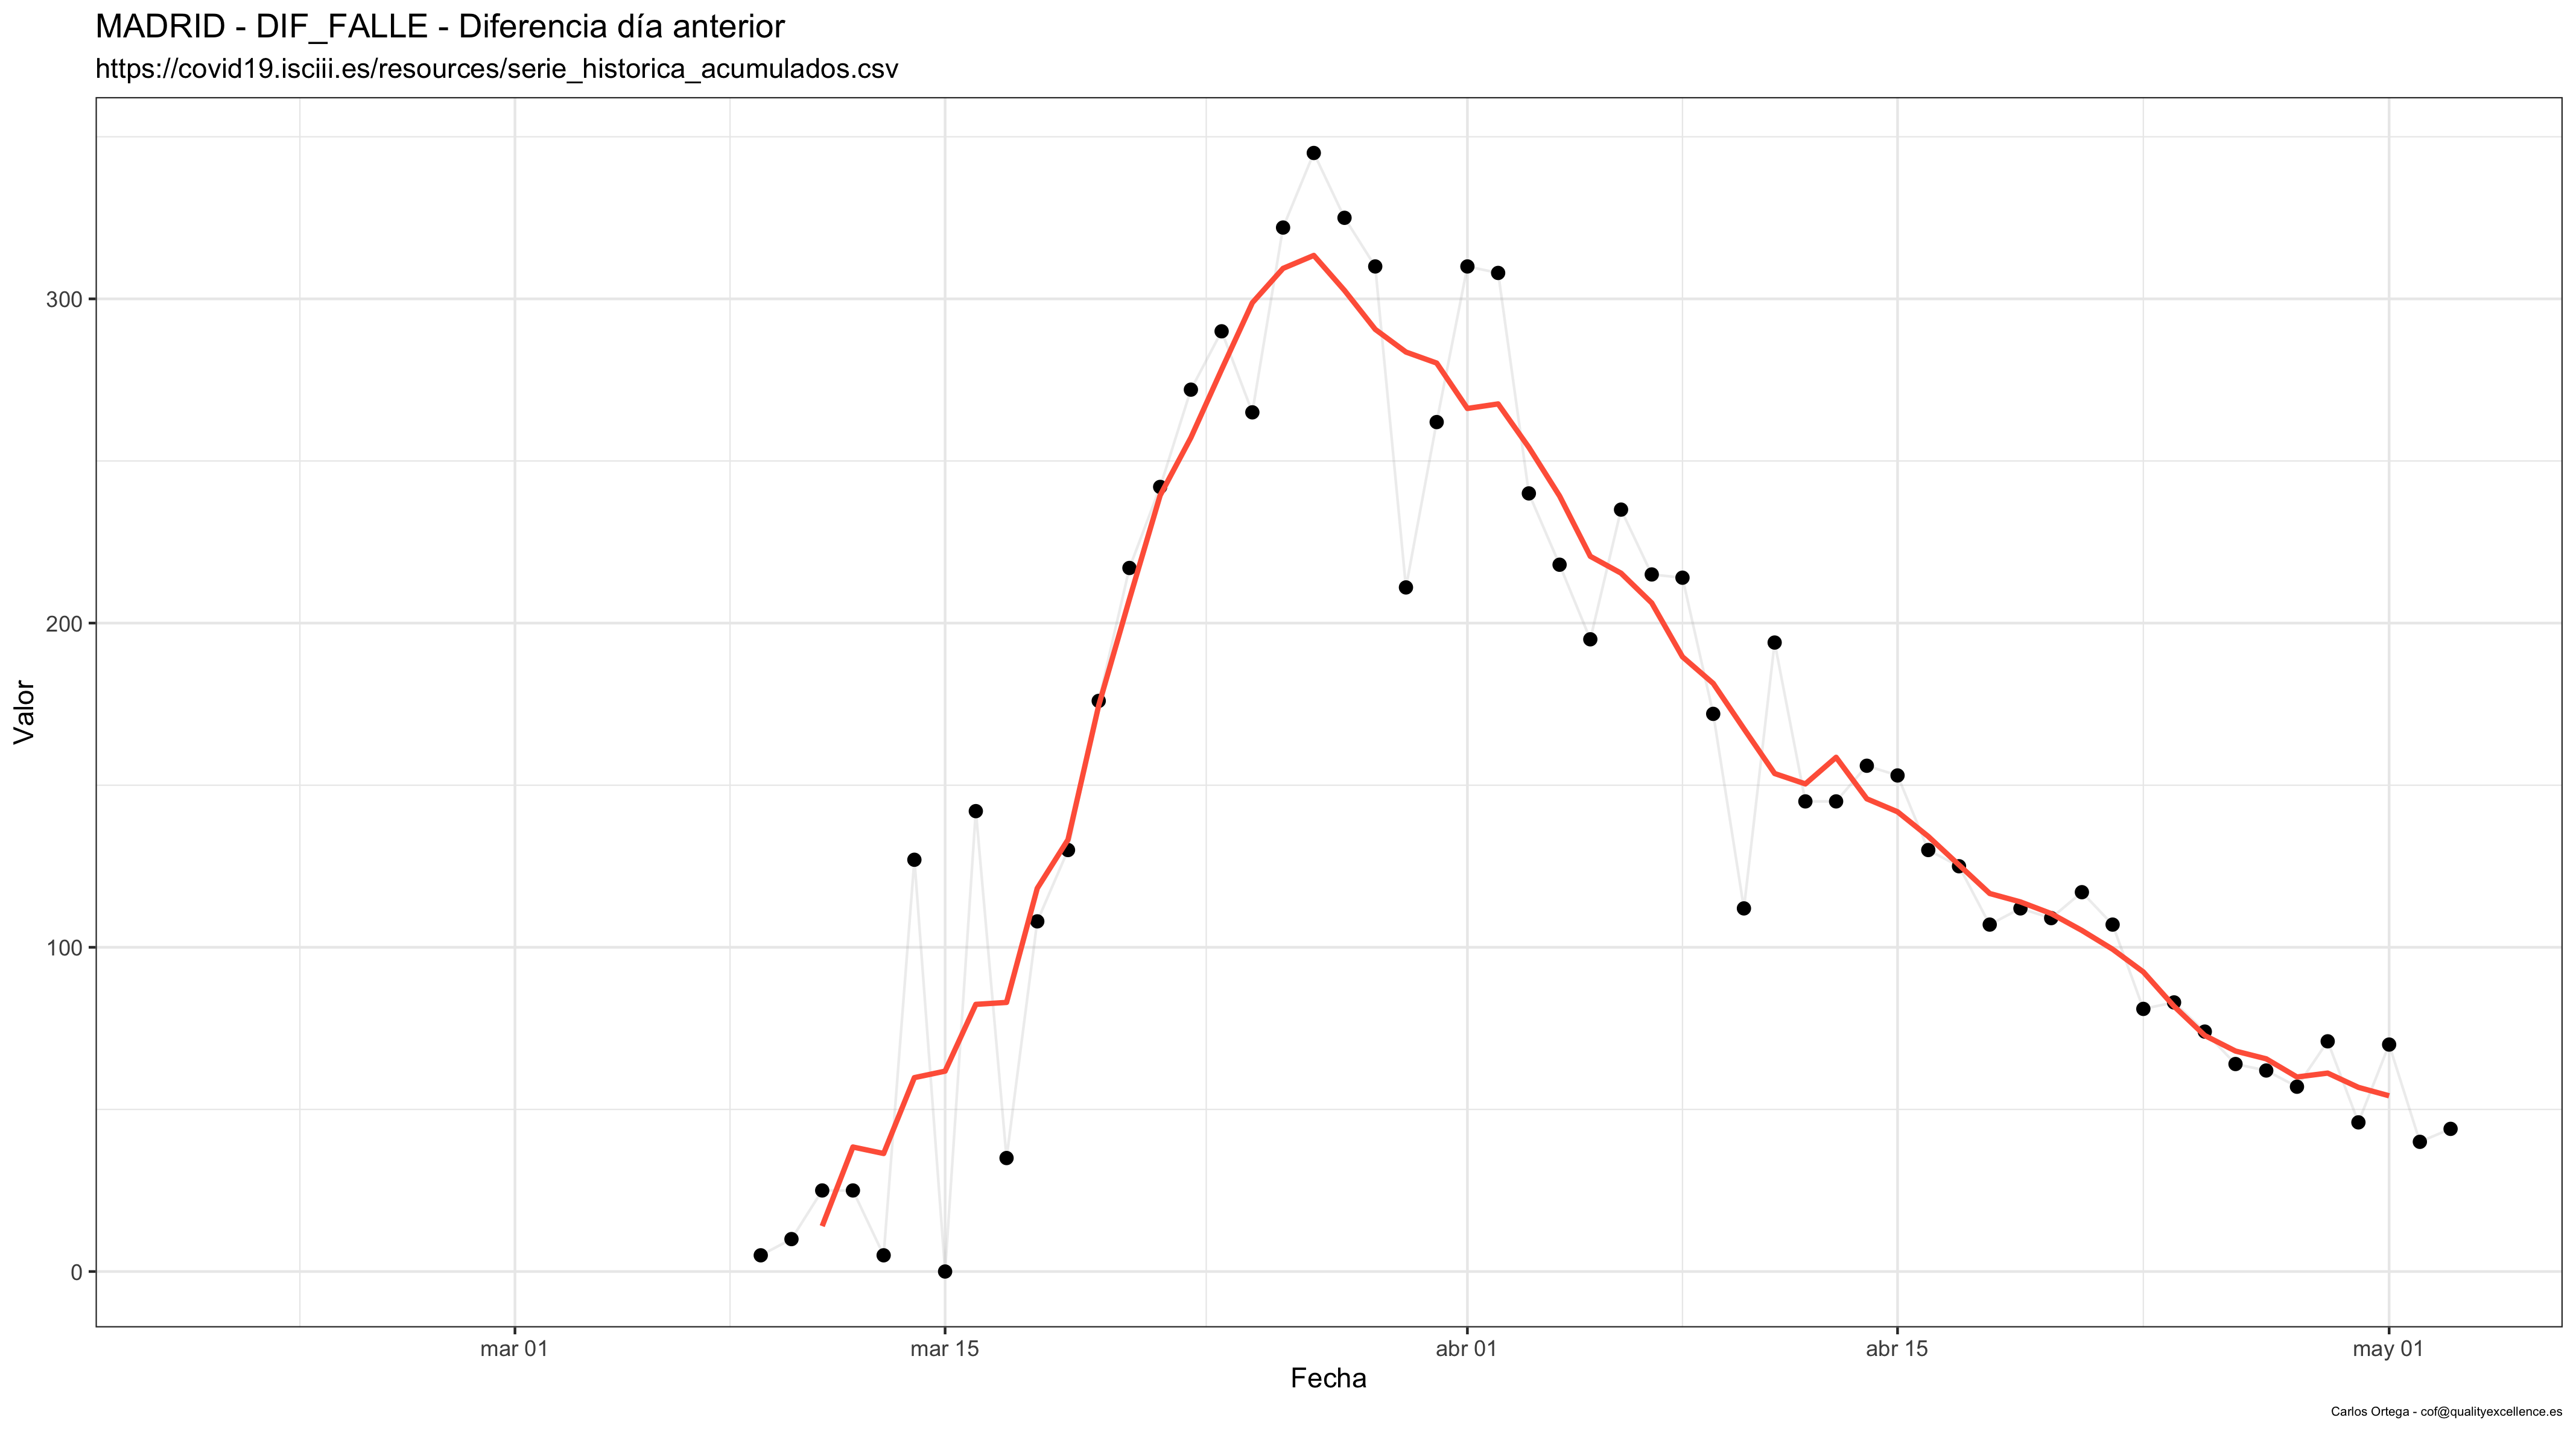 MADRID - DIF_FALLE - Diferencia día anterior
https://covid19.isciii.es/resources/serie_historica_acumulados.csv
Valor
300
200
100
0
mar 01
mar 15
abr 01
abr 15
may 01
Fecha
Carlos Ortega - cof@qualityexcellence.es